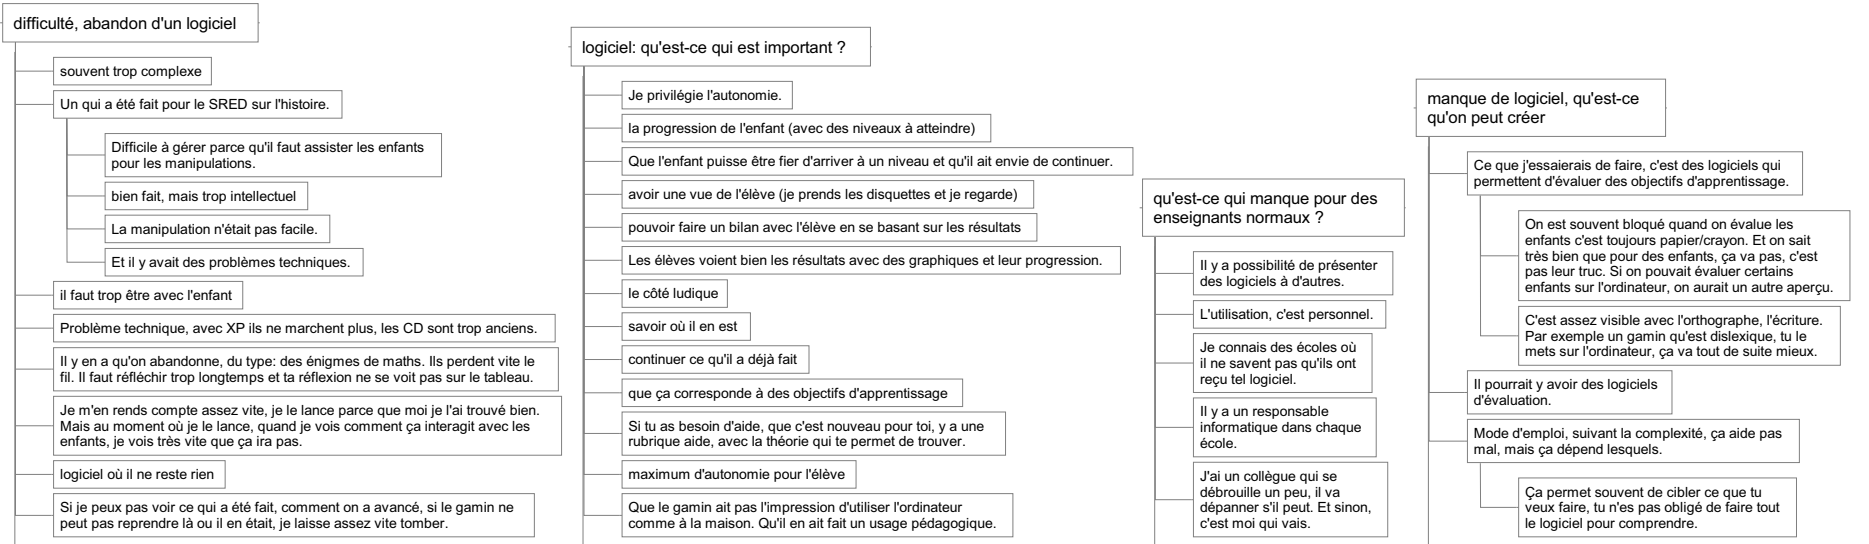 difficulté, abandon d'un logiciel
souvent trop complexe
Un qui a été fait pour le SRED sur l'histoire.
Difficile à gérer parce qu'il faut assister les enfants
pour les manipulations.
bien fait, mais trop intellectuel
La manipulation n'était pas facile.
Et il y avait des problèmes techniques.
il faut trop être avec l'enfant
Problème technique, avec XP ils ne marchent plus, les CD sont trop anciens.
Il y en a qu'on abandonne, du type: des énigmes de maths. Ils perdent vite le
fil. Il faut réfléchir trop longtemps et ta réflexion ne se voit pas sur le tableau.
Je m'en rends compte assez vite, je le lance parce que moi je l'ai trouvé bien.
Mais au moment où je le lance, quand je vois comment ça interagit avec les
enfants, je vois très vite que ça ira pas.
logiciel où il ne reste rien
Si je peux pas voir ce qui a été fait, comment on a avancé, si le gamin ne
peut pas reprendre là ou il en était, je laisse assez vite tomber.
logiciel: qu'est-ce qui est important ?
Je privilégie l'autonomie.
la progression de l'enfant (avec des niveaux à atteindre)
Que l'enfant puisse être fier d'arriver à un niveau et qu'il ait envie de continuer.
avoir une vue de l'élève (je prends les disquettes et je regarde)
pouvoir faire un bilan avec l'élève en se basant sur les résultats
Les élèves voient bien les résultats avec des graphiques et leur progression.
le côté ludique
savoir où il en est
continuer ce qu'il a déjà fait
que ça corresponde à des objectifs d'apprentissage
Si tu as besoin d'aide, que c'est nouveau pour toi, y a une
rubrique aide, avec la théorie qui te permet de trouver.
maximum d'autonomie pour l'élève
Que le gamin ait pas l'impression d'utiliser l'ordinateur
comme à la maison. Qu'il en ait fait un usage pédagogique.
qu'est-ce qui manque pour des
enseignants normaux ?
Il y a possibilité de présenter
des logiciels à d'autres.
L'utilisation, c'est personnel.
Je connais des écoles où
il ne savent pas qu'ils ont
reçu tel logiciel.
Il y a un responsable
informatique dans chaque
école.
J'ai un collègue qui se
débrouille un peu, il va
dépanner s'il peut. Et sinon,
c'est moi qui vais.
manque de logiciel, qu'est-ce
qu'on peut créer
Ce que j'essaierais de faire, c'est des logiciels qui
permettent d'évaluer des objectifs d'apprentissage.
On est souvent bloqué quand on évalue les
enfants c'est toujours papier/crayon. Et on sait
très bien que pour des enfants, ça va pas, c'est
pas leur truc. Si on pouvait évaluer certains
enfants sur l'ordinateur, on aurait un autre aperçu.
C'est assez visible avec l'orthographe, l'écriture.
Par exemple un gamin qu'est dislexique, tu le
mets sur l'ordinateur, ça va tout de suite mieux.
Il pourrait y avoir des logiciels
d'évaluation.
Mode d'emploi, suivant la complexité, ça aide pas
mal, mais ça dépend lesquels.
Ça permet souvent de cibler ce que tu
veux faire, tu n'es pas obligé de faire tout
le logiciel pour comprendre.